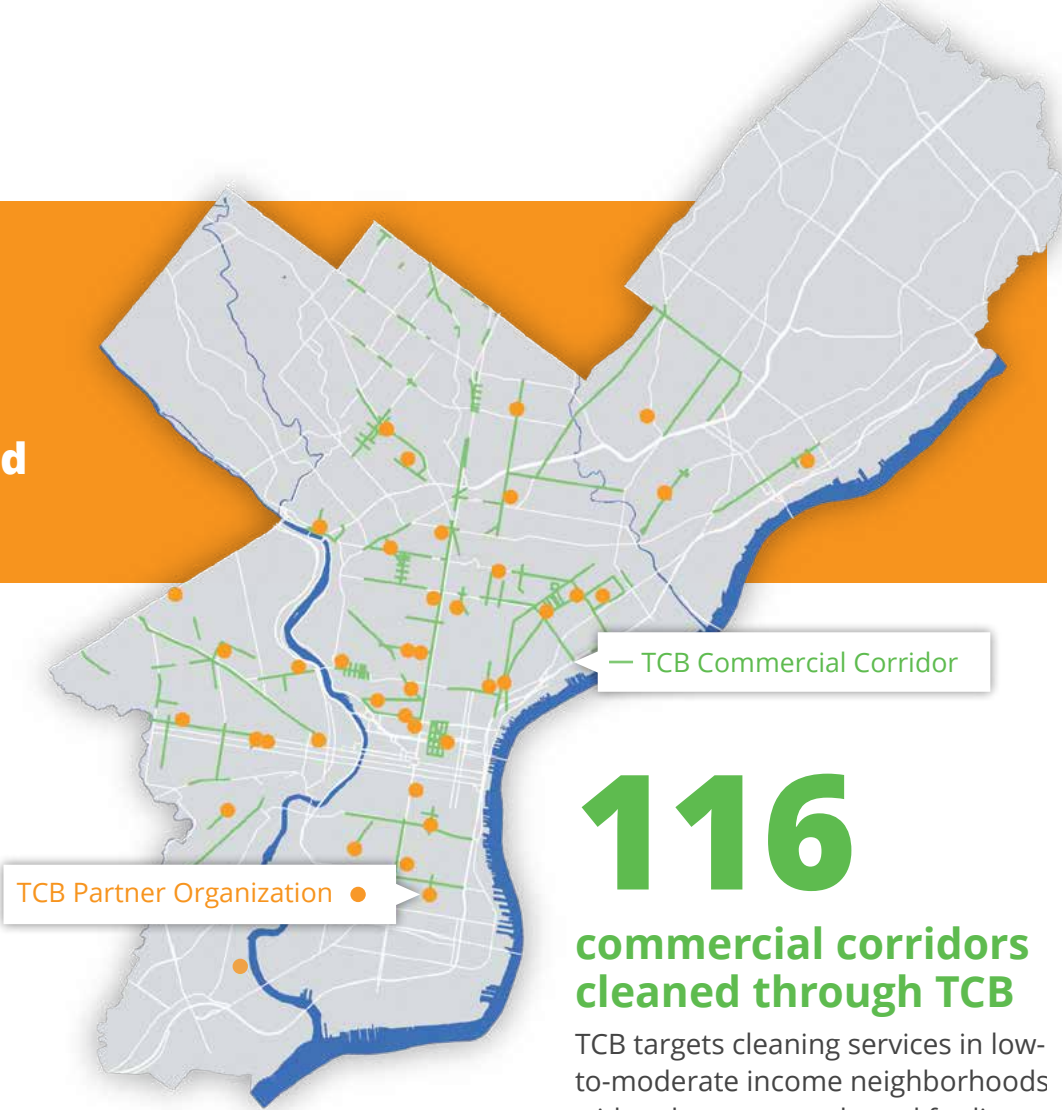 d
TCB Commercial Corridor
TCB Partner Organization
116
commercial corridors
cleaned through TCB
TCB targets cleaning services in low-
to-moderate income neighborhoods